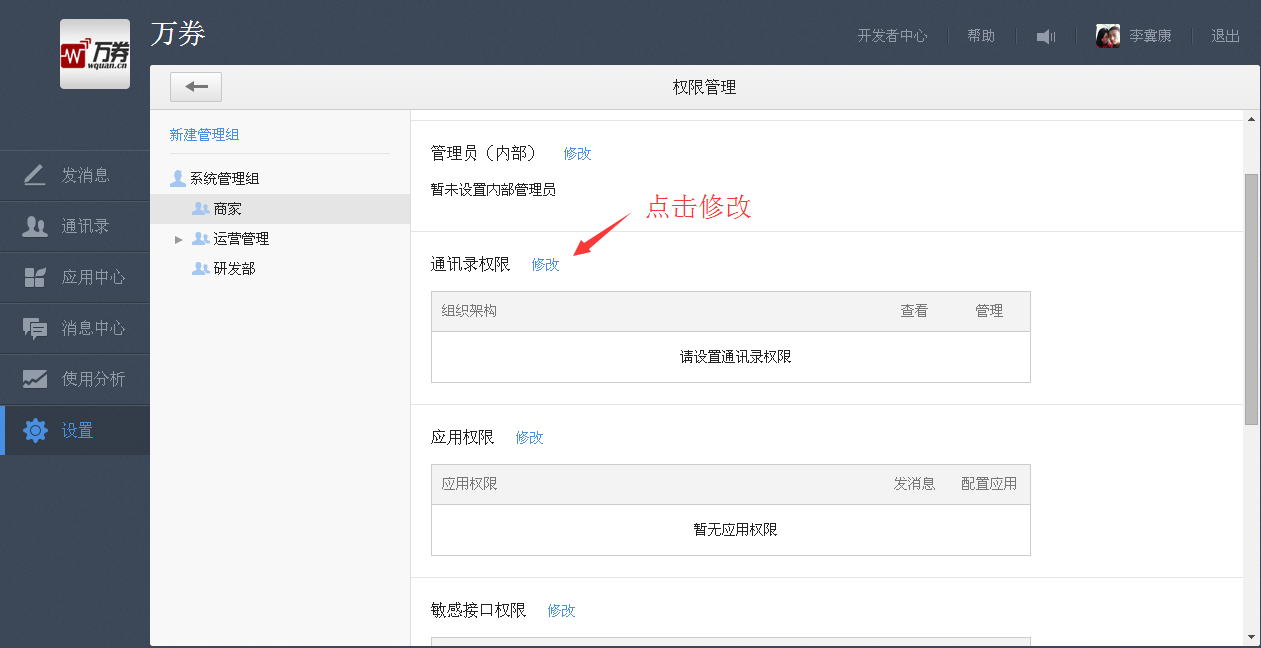 万券
开发者中心 帮助 李冀康 退出
万券
wquan.cn
权限管理
新建管理组
系统管理组
商家
运营管理
研发部
发消息
通讯录
应用中心
消息中心
使用分析
设置
管理员（内部） 修改
暂未设置内部管理员
点击修改
通讯录权限 修改
组织架构 查看 管理
请设置通讯录权限
应用权限 修改
应用权限 发消息 配置应用
暂无应用权限
敏感接口权限 修改